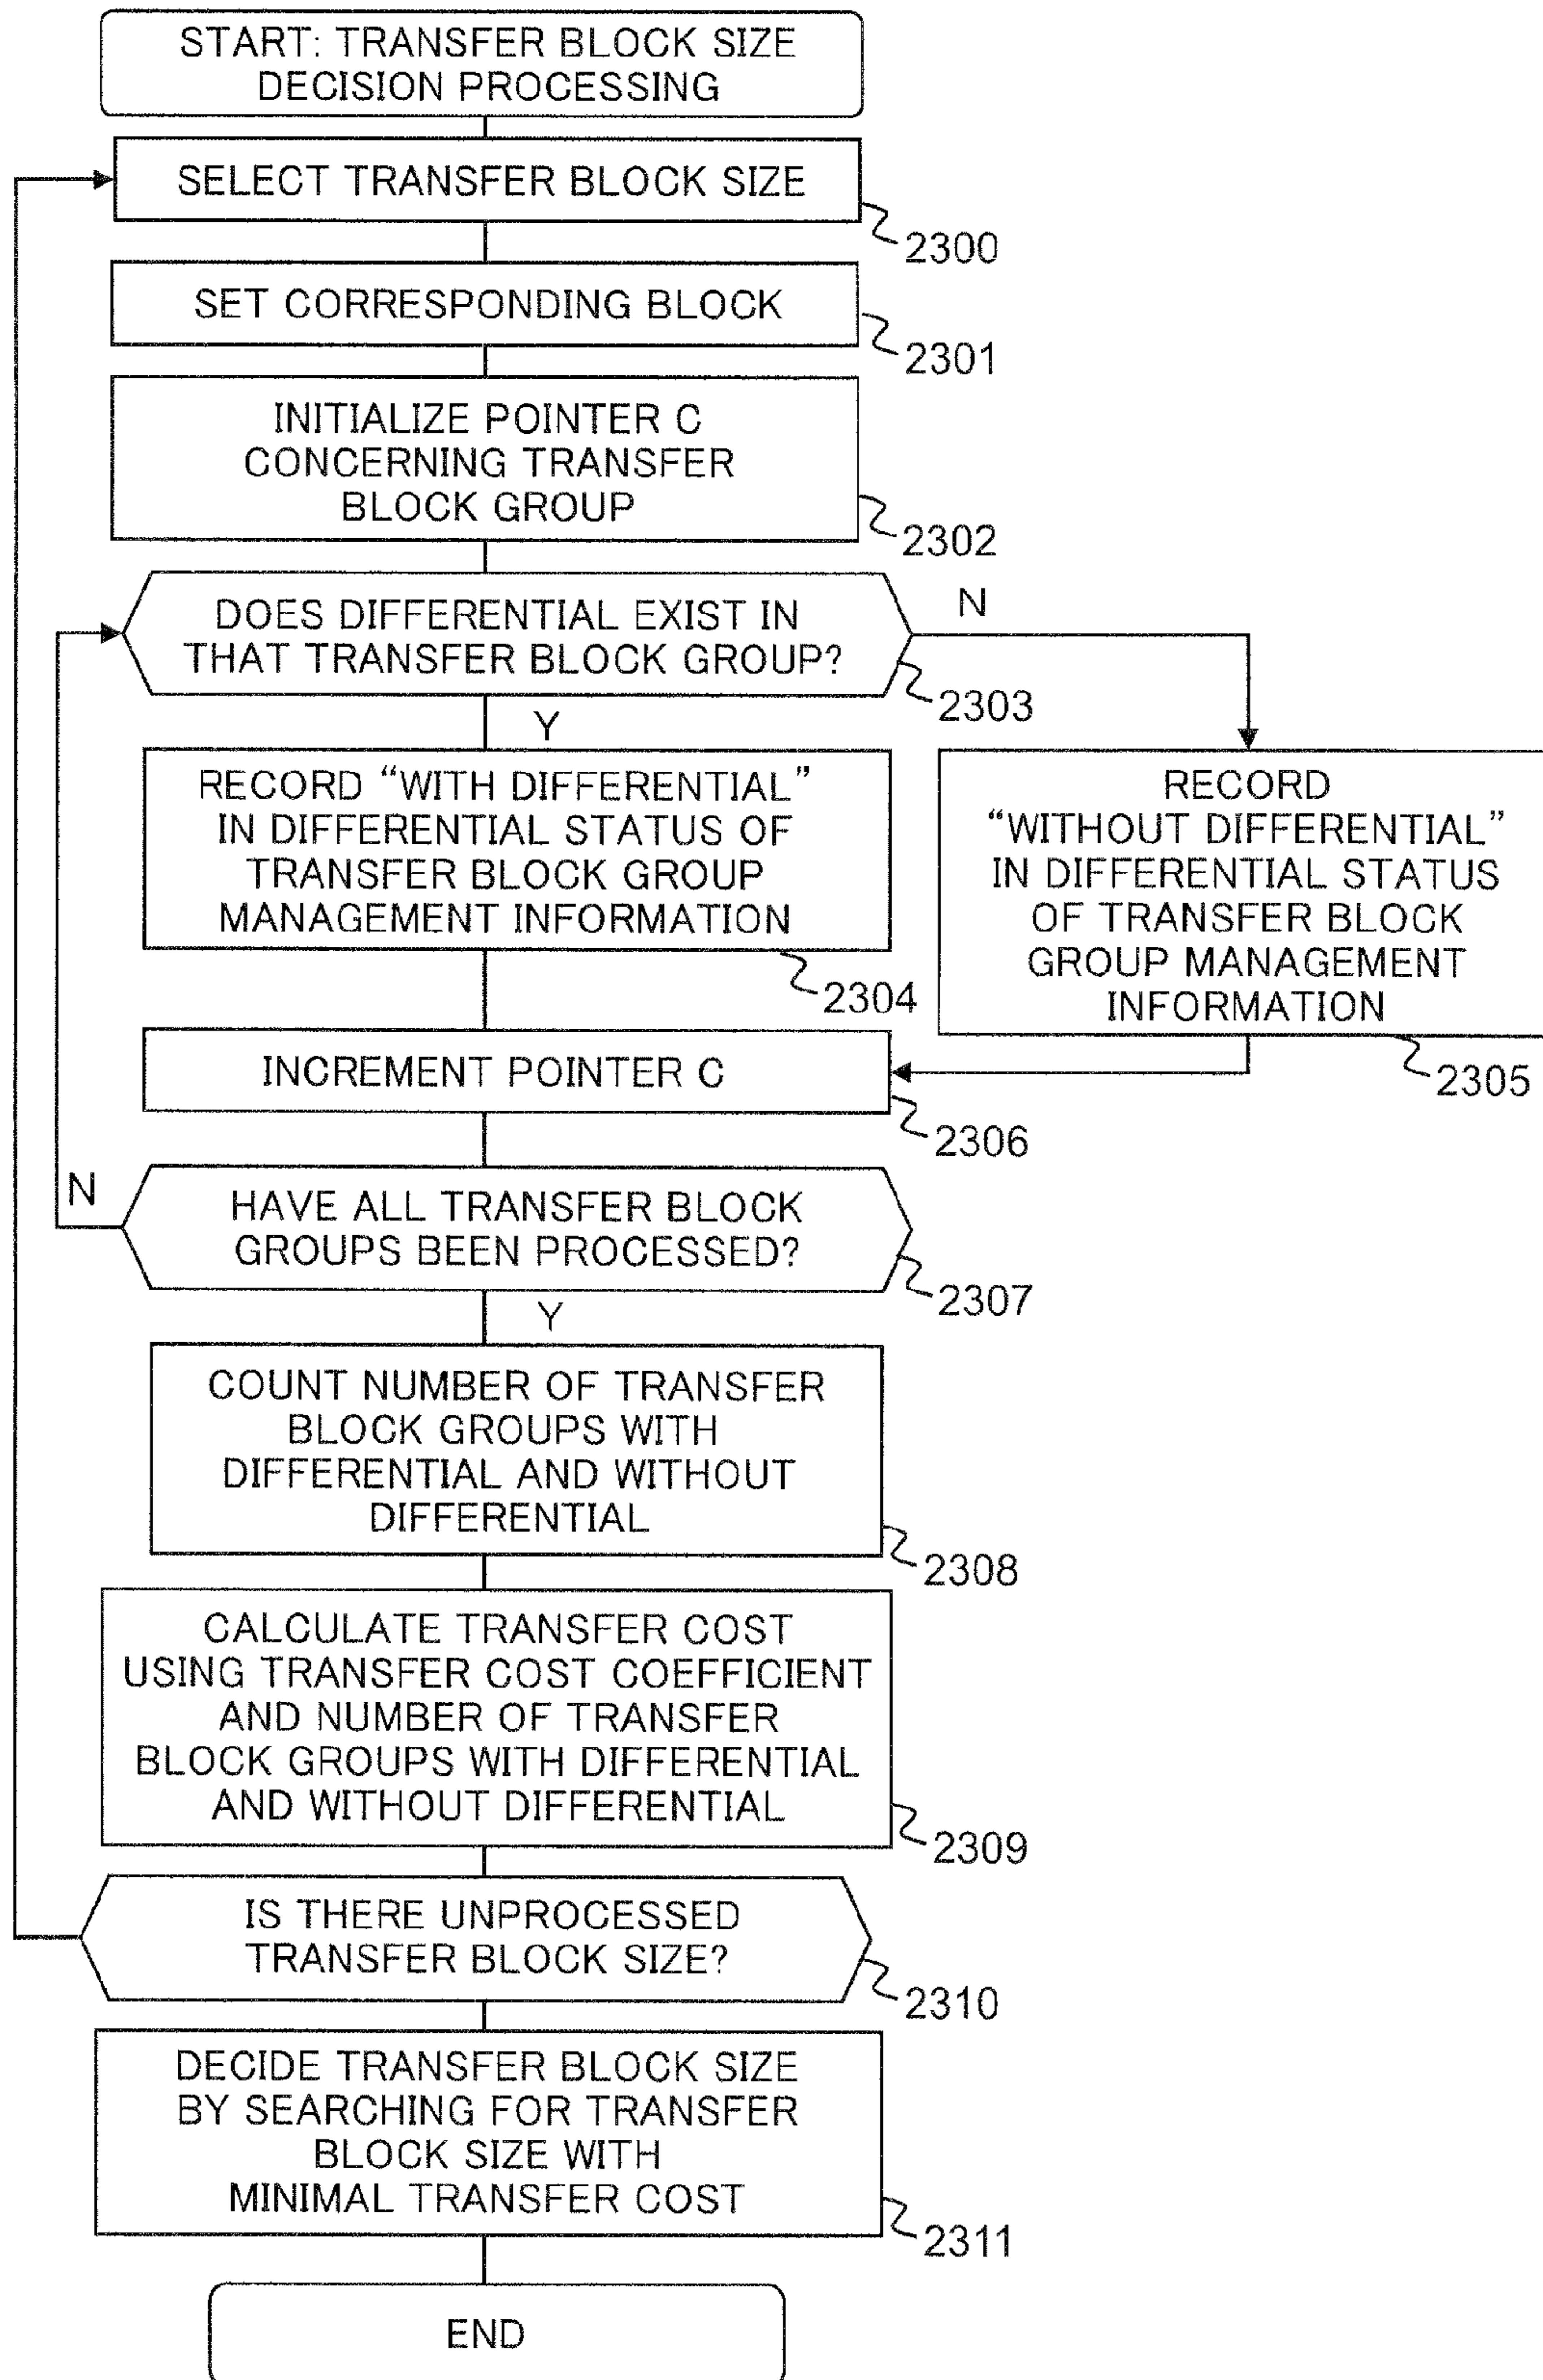 START: TRANSFER BLOCK SIZE
DECISION PROCESSING
SELECT TRANSFER BLOCK SIZE
2300
SET CORRESPONDING BLOCK
2301
INITIALIZE POINTER C
CONCERNING TRANSFER
BLOCK GROUP
2302
DOES DIFFERENTIAL EXIST IN
THAT TRANSFER BLOCK GROUP?
N
2303
Y
RECORD “WITH DIFFERENTIAL”
IN DIFFERENTIAL STATUS OF
TRANSFER BLOCK GROUP
MANAGEMENT INFORMATION
2304
RECORD
“WITHOUT DIFFERENTIAL”
IN DIFFERENTIAL STATUS
OF TRANSFER BLOCK
GROUP MANAGEMENT
INFORMATION
2305
INCREMENT POINTER C
2306
N
HAVE ALL TRANSFER BLOCK
GROUPS BEEN PROCESSED?
2307
Y
COUNT NUMBER OF TRANSFER
BLOCK GROUPS WITH
DIFFERENTIAL AND WITHOUT
DIFFERENTIAL
2308
CALCULATE TRANSFER COST
USING TRANSFER COST COEFFICIENT
AND NUMBER OF TRANSFER
BLOCK GROUPS WITH DIFFERENTIAL
AND WITHOUT DIFFERENTIAL
2309
IS THERE UNPROCESSED
TRANSFER BLOCK SIZE?
2310
DECIDE TRANSFER BLOCK SIZE
BY SEARCHING FOR TRANSFER
BLOCK SIZE WITH
MINIMAL TRANSFER COST
2311
END